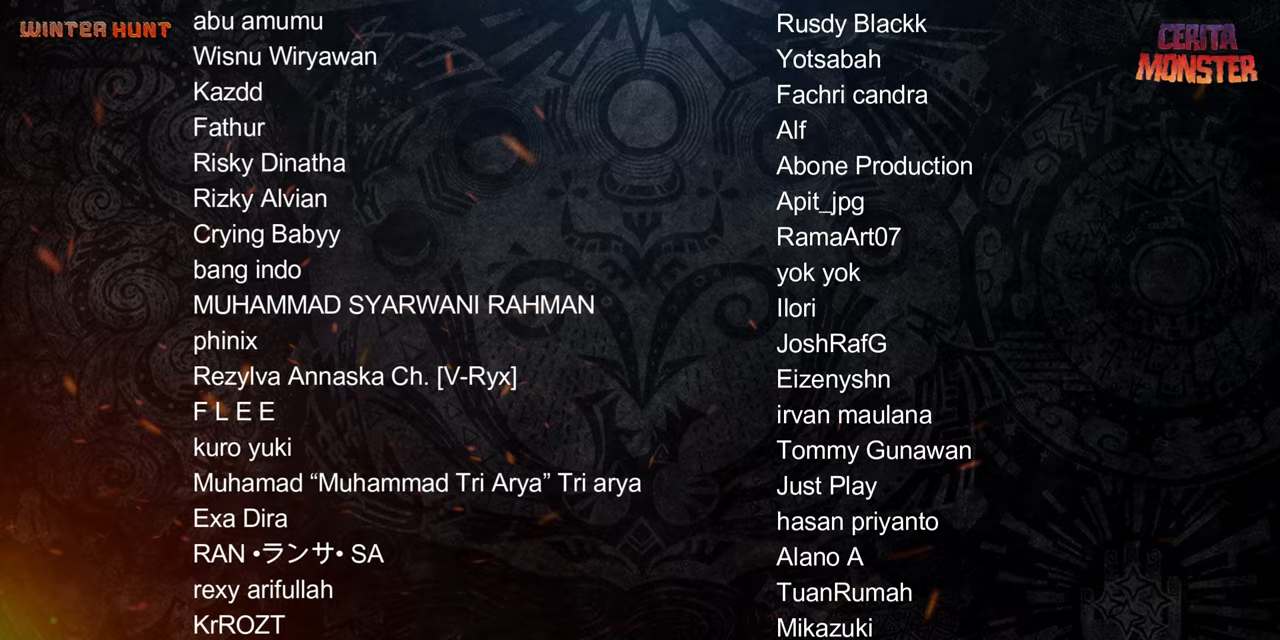 WINTER HUNT
abu amumu
Wisnu Wiryawan
Kazdd
Fathur
Risky Dinatha
Rizky Alvian
Crying Babyy
bang indo
MUHAMMAD SYARWANI RAHMAN
phinix
Rezylva Annaska Ch. [V-Ryx]
F L E E
kuro yuki
Muhamad “Muhammad Tri Arya” Tri arya
Exa Dira
RAN •ランサ• SA
rexy arifullah
KrROZT
Rusdy Blackk
Yotsabah
Fachri candra
Alf
Abone Production
Apit_jpg
RamaArt07
yok yok
Ilori
JoshRafG
Eizenyshn
irvan maulana
Tommy Gunawan
Just Play
hasan priyanto
Alano A
TuanRumah
Mikazuki
CERITA
MONSTER